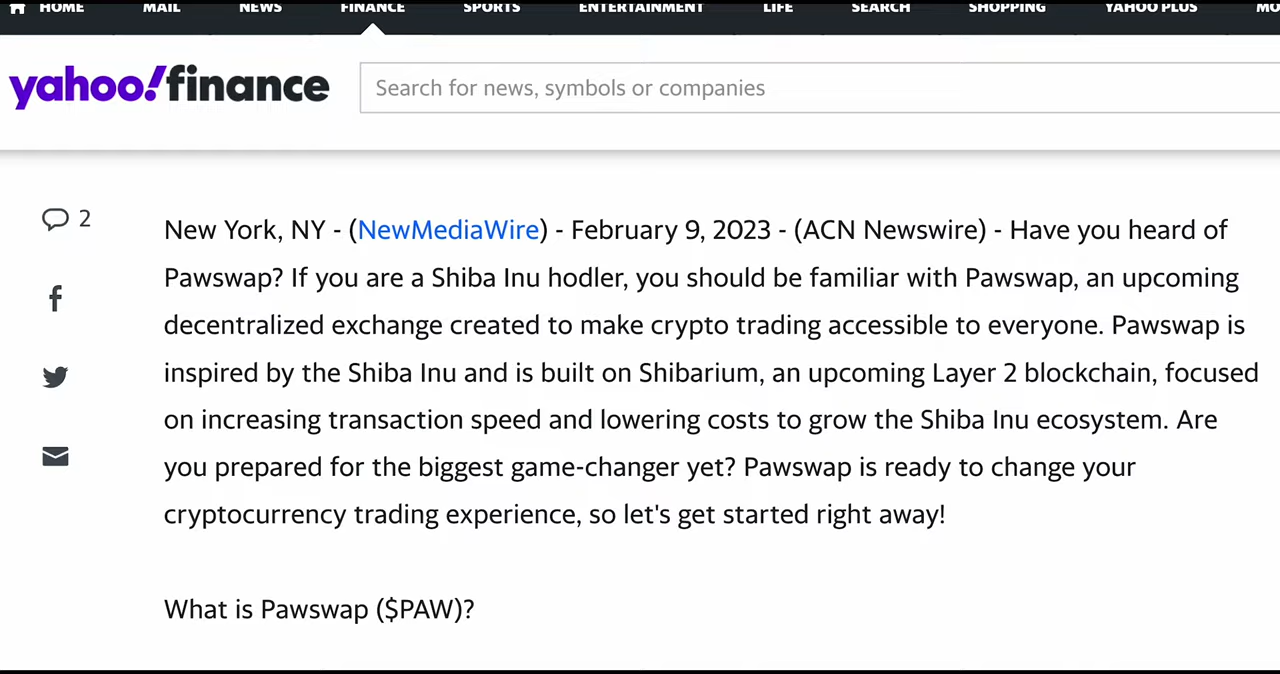 HOME MAIL NEWS FINANCE SPORTS ENTERTAINMENT LIFE SEARCH SHOPPING YAHOO PLUS
yahoo!finance
Search for news, symbols or companies
2
New York, NY - (NewMediaWire) - February 9, 2023 - (ACN Newswire) - Have you heard of
Pawswap? If you are a Shiba Inu hodler, you should be familiar with Pawswap, an upcoming
decentralized exchange created to make crypto trading accessible to everyone. Pawswap is
inspired by the Shiba Inu and is built on Shibarium, an upcoming Layer 2 blockchain, focused
on increasing transaction speed and lowering costs to grow the Shiba Inu ecosystem. Are
you prepared for the biggest game-changer yet? Pawswap is ready to change your
cryptocurrency trading experience, so let's get started right away!
What is Pawswap ($PAW)?